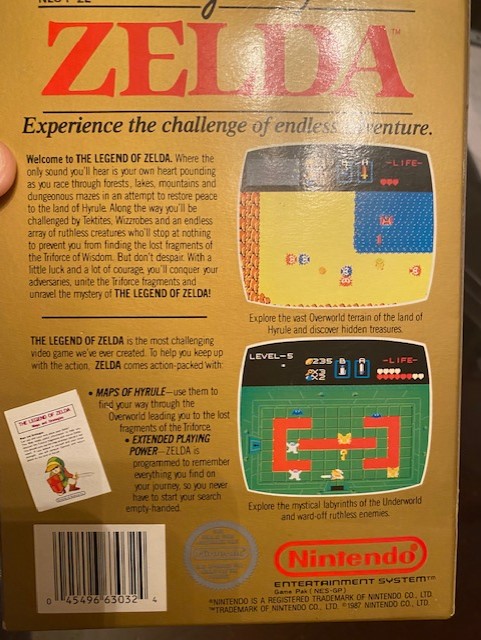 ZELDA™
Experience the challenge of endless adventure.
Welcome to THE LEGEND OF ZELDA. Where the
only sound you'll hear is your own heart pounding
as you race through forests, lakes, mountains and
dungeonous mazes in an attempt to restore peace
to the land of Hyrule. Along the way you'll be
challenged by Tektites, Wizzrobes and an endless
array of ruthless creatures who'll stop at nothing
to prevent you from finding the lost fragments of
the Triforce of Wisdom. But don't despair. With a
little luck and a lot of courage, you'll conquer your
adversaries, unite the Triforce fragments and
unravel the mystery of THE LEGEND OF ZELDA!
-LIFE-
Explore the vast Overworld terrain of the land of
Hyrule and discover hidden treasures.
THE LEGEND OF ZELDA is the most challenging
video game we've ever created. To help you keep up
with the action, ZELDA comes action-packed with:
• MAPS OF HYRULE—use them to
find your way through the
Overworld leading you to the lost
fragments of the Triforce.
• EXTENDED PLAYING
POWER—ZELDA is
programmed to remember
everything you find on
your journey, so you never
have to start your search
empty-handed.
THE LEGEND OF ZELDA
LEVEL-5
235 B A -LIFE-
X3
X2
Explore the mystical labyrinths of the Underworld
and ward-off ruthless enemies.
0 45496 63032 4
Nintendo
Nintendo®
ENTERTAINMENT SYSTEM™
Game Pak (NES-GP)
®NINTENDO IS A REGISTERED TRADEMARK OF NINTENDO CO., LTD.
™TRADEMARK OF NINTENDO CO., LTD. ©1987 NINTENDO CO., LTD.